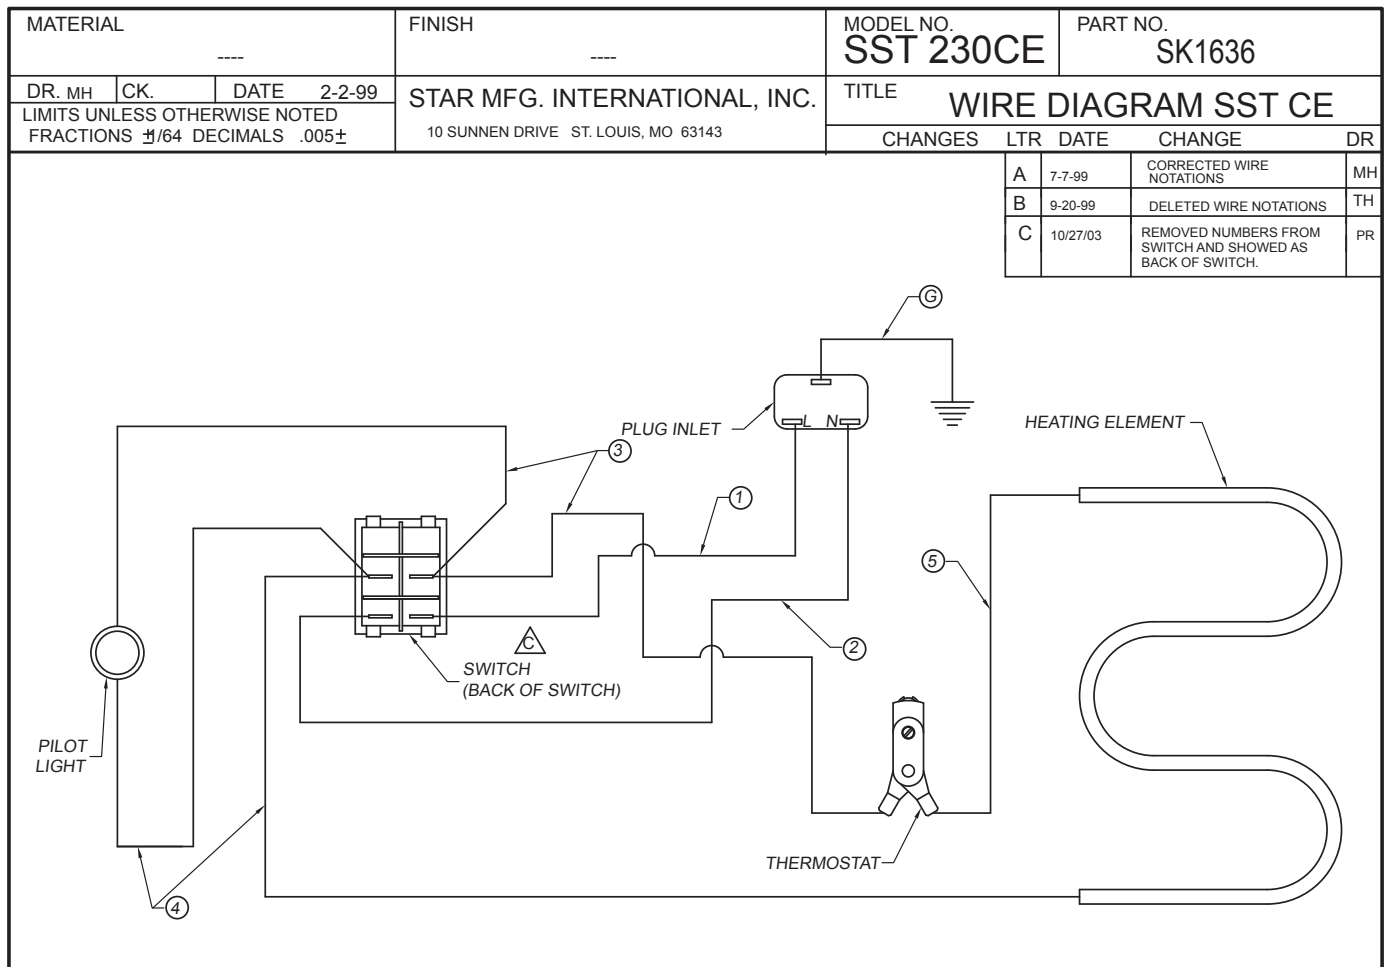 MATERIAL
----
FINISH
----
MODEL NO.
SST 230CE
PART NO.
SK1636
DR. MH CK. DATE 2-2-99
LIMITS UNLESS OTHERWISE NOTED
FRACTIONS ±1/64 DECIMALS .005±
STAR MFG. INTERNATIONAL, INC.
10 SUNNEN DRIVE ST. LOUIS, MO 63143
TITLE
WIRE DIAGRAM SST CE
CHANGES LTR DATE CHANGE DR
A 7-7-99 CORRECTED WIRE
NOTATIONS MH
B 9-20-99 DELETED WIRE NOTATIONS TH
C 10/27/03 REMOVED NUMBERS FROM
SWITCH AND SHOWED AS
BACK OF SWITCH. PR
G
PLUG INLET
L N
HEATING ELEMENT
3
1
5
2
C
SWITCH
(BACK OF SWITCH)
PILOT
LIGHT
THERMOSTAT
4